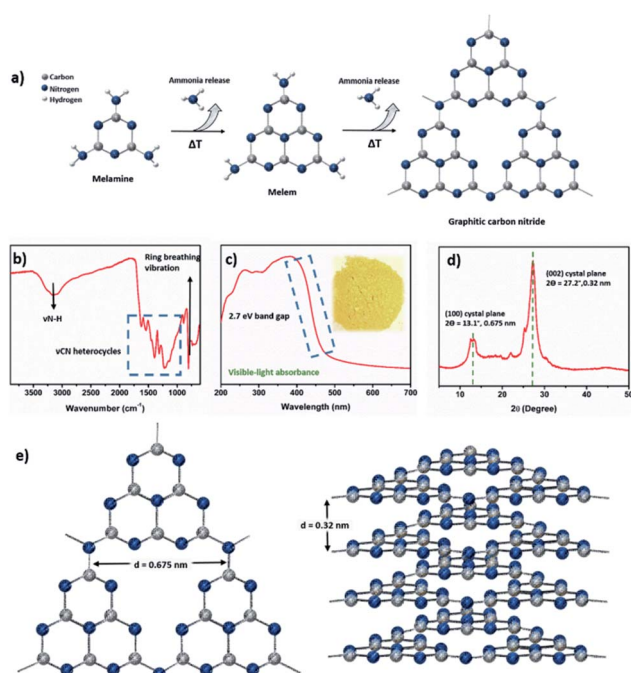 a)
Carbon
Nitrogen
Hydrogen
Ammonia release
ΔT
Ammonia release
ΔT
Melamine
Melem
Graphitic carbon nitride
b)
Ring breathing
vibration
νN-H
νCN heterocycles
3500 3000 2500 2000 1500 1000
Wavenumber (cm-1)
c)
2.7 eV band gap
Visible-light absorbance
200 300 400 500 600 700
Wavelength (nm)
d)
(002) cystal plane
2Θ = 27.2°,0.32 nm
(100) cystal plane
2Θ = 13.1°, 0.675 nm
10 20 30 40 50
2θ (Degree)
e)
d = 0.675 nm
d = 0.32 nm